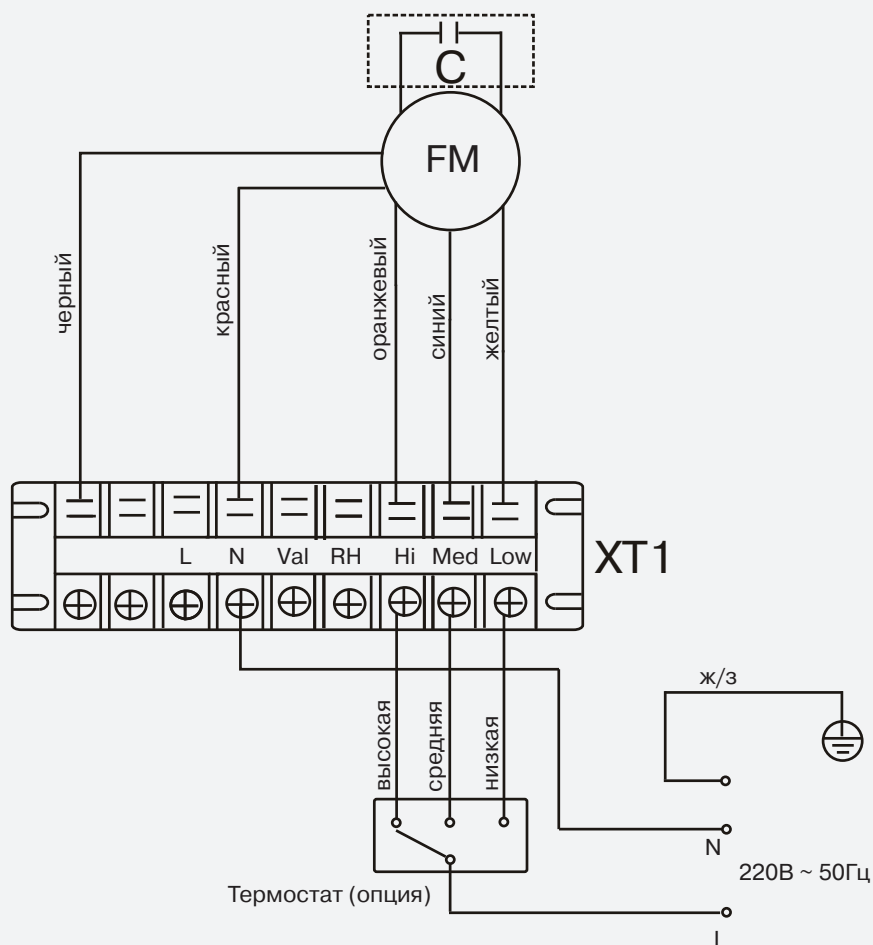 C
FM
черный
красный
оранжевый
синий
желтый
L N Val RH Hi Med Low
XT1
высокая
средняя
низкая
ж/з
N
220В ~ 50Гц
Термостат (опция)
L